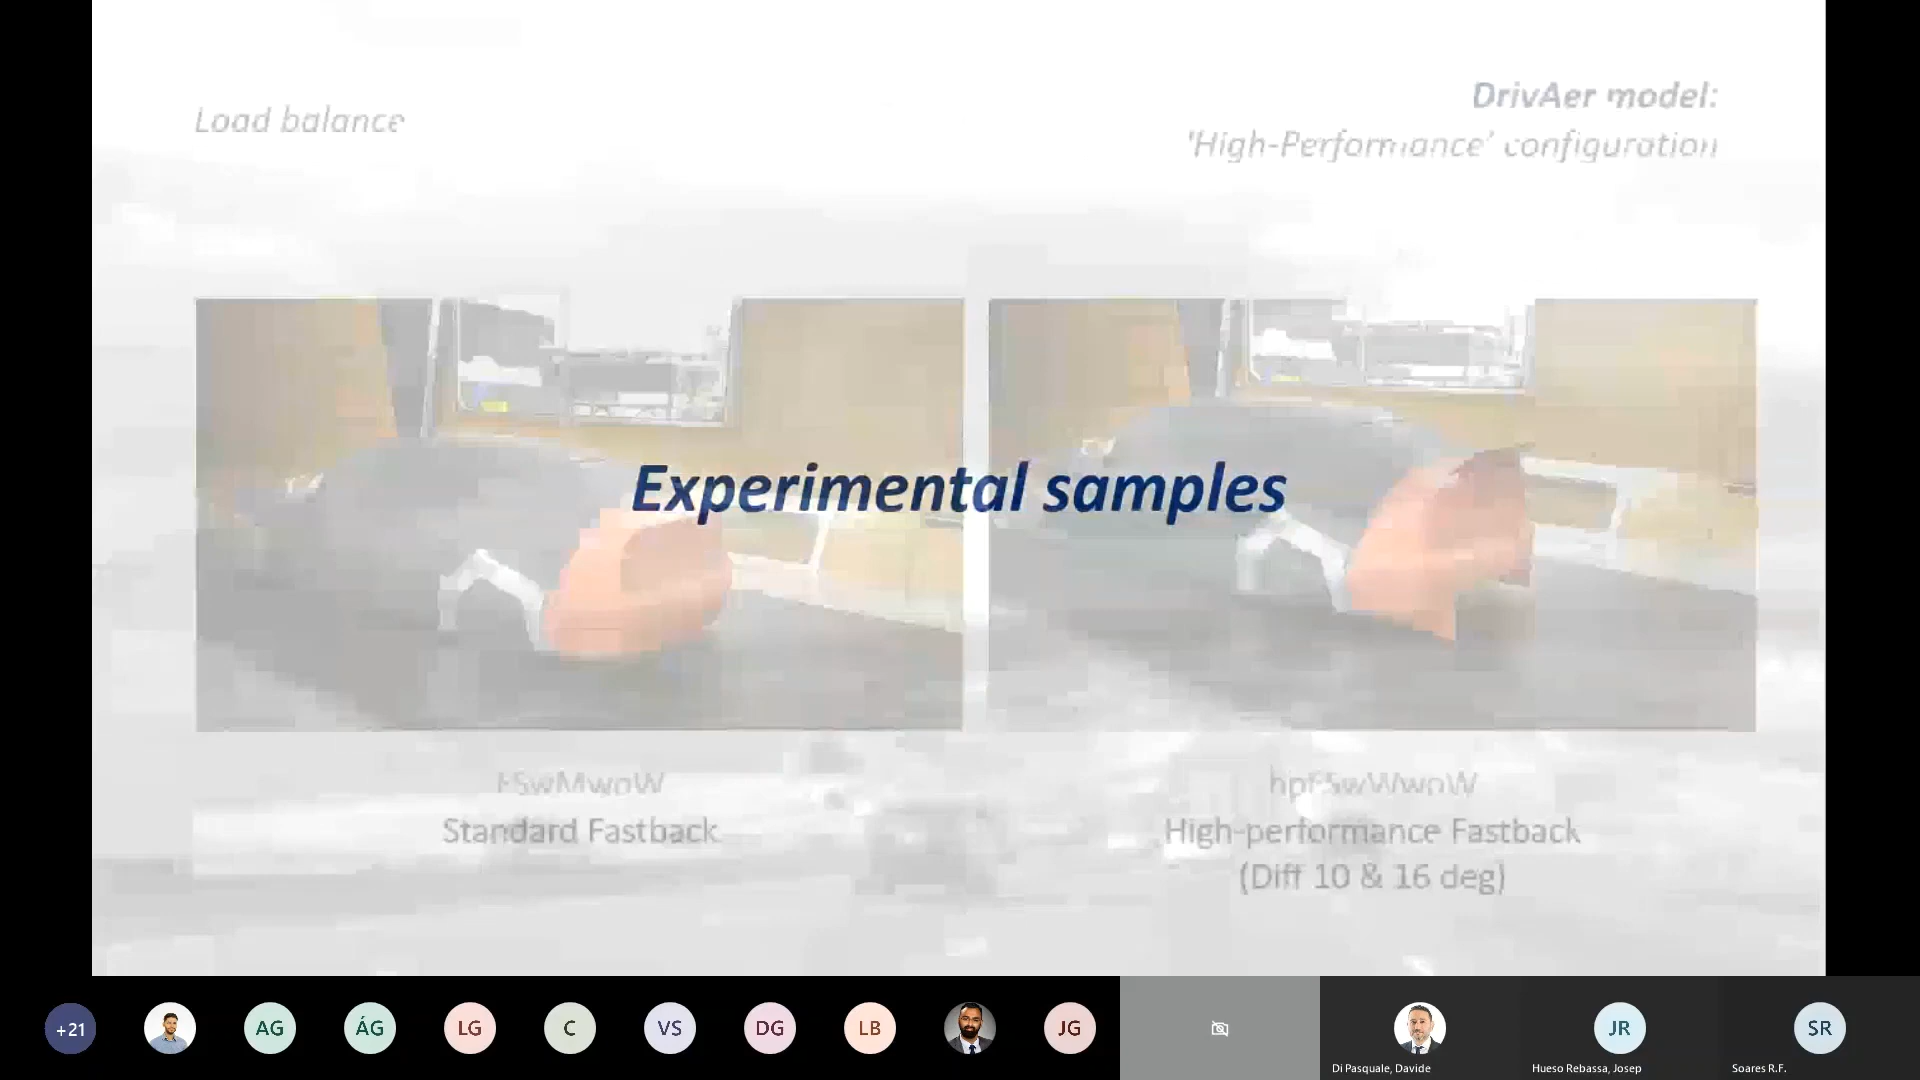 Load balance
DrivAer model:
'High-Performance' configuration
Experimental samples
Standard Fastback
High-performance Fastback
(Diff 10 & 16 deg)
+21
AG
ÁG
LG
C
VS
DG
LB
JG
JR
SR
Di Pasquale, Davide
Hueso Rebassa, Josep
Soares R.F.